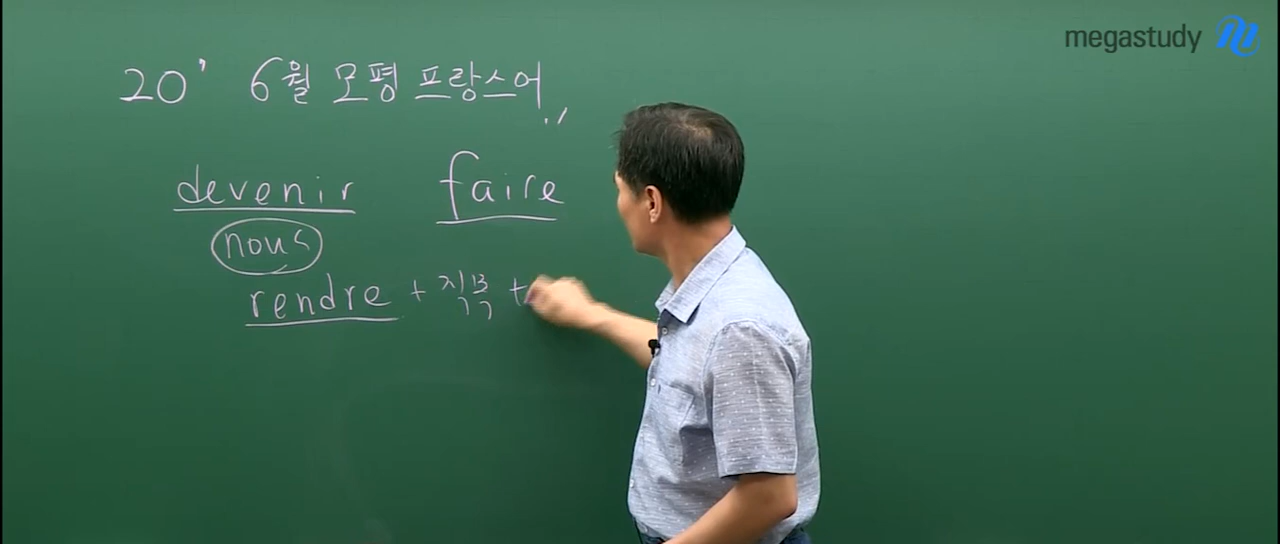 megastudy
20' 6월 모평 프랑스어
devenir faire
nous
rendre + 직목 +